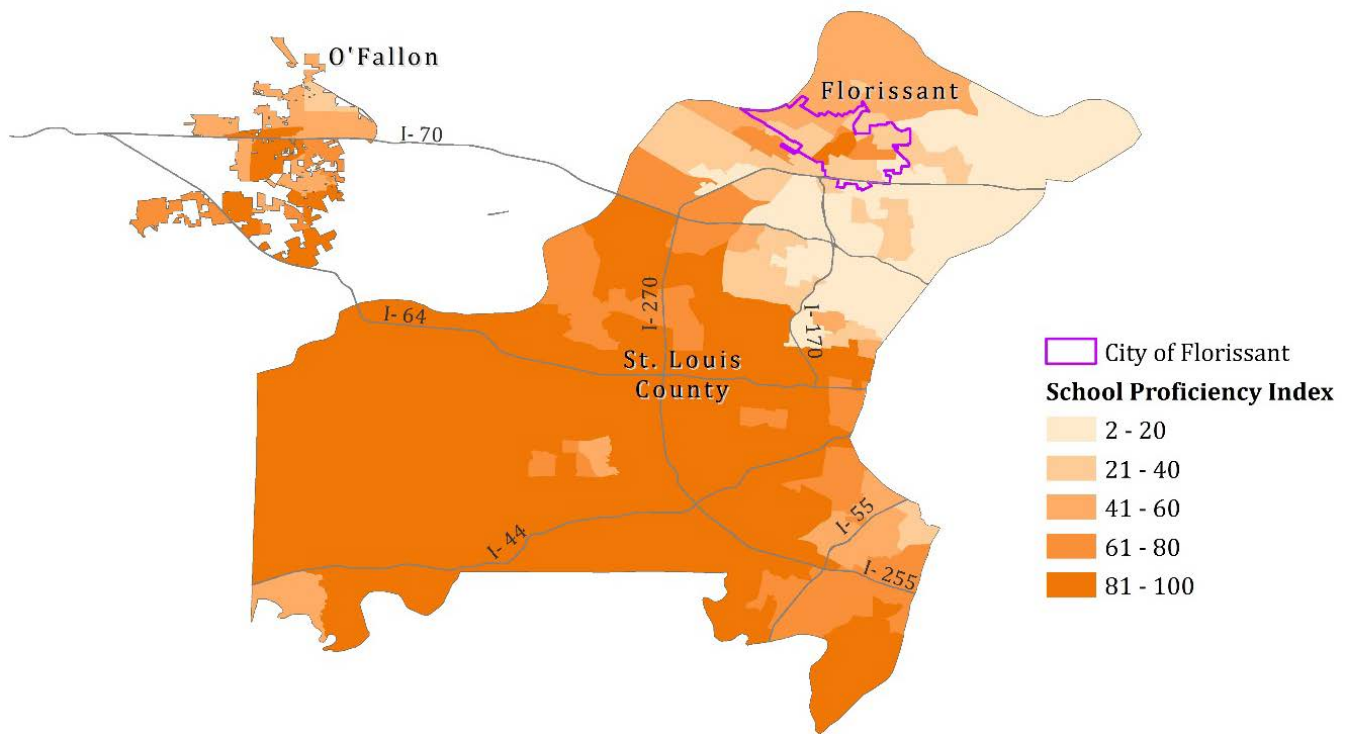 O'Fallon
Florissant
I- 70
I- 270
I- 64
I- 170
St. Louis
County
I- 44
I- 55
I- 255
City of Florissant
School Proficiency Index
2 - 20
21 - 40
41 - 60
61 - 80
81 - 100